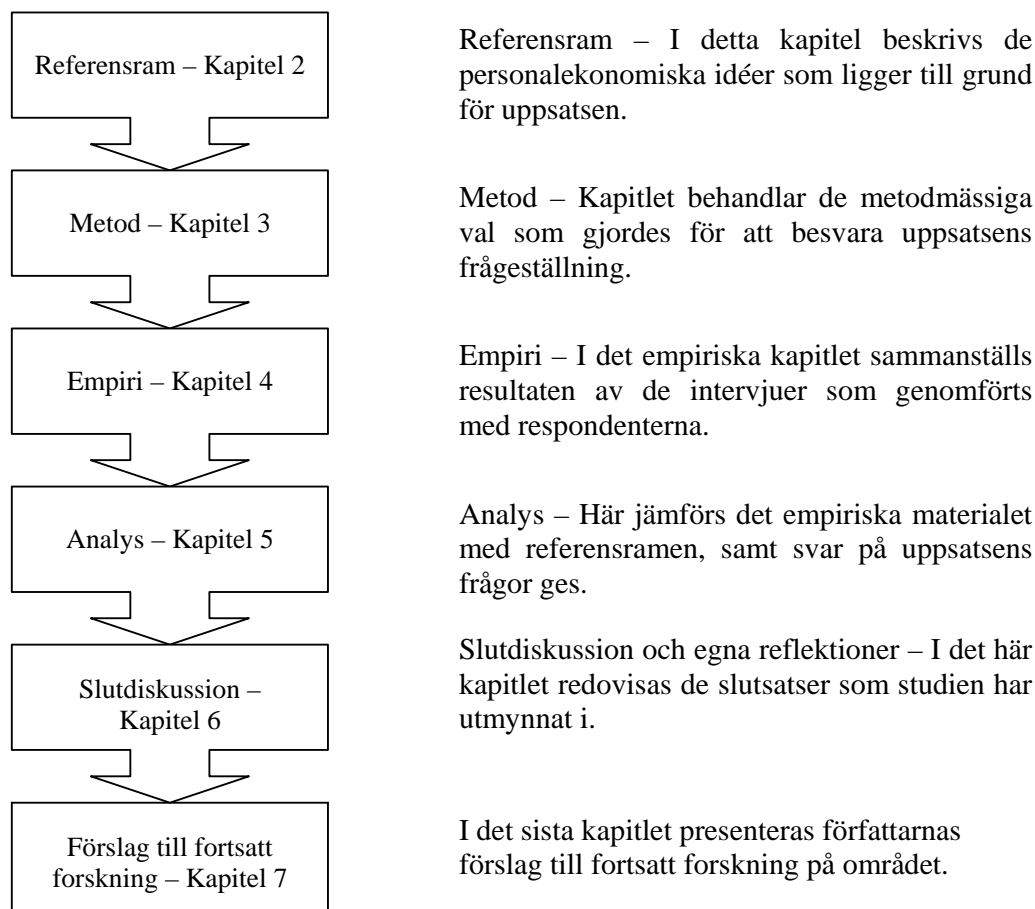 Referensram – Kapitel 2
Referensram – I detta kapitel beskrivs de
personalekonomiska idéer som ligger till grund
för uppsatsen.
Metod – Kapitel 3
Metod – Kapitlet behandlar de metodmässiga
val som gjordes för att besvara uppsatsens
frågeställning.
Empiri – Kapitel 4
Empiri – I det empiriska kapitlet sammanställs
resultaten av de intervjuer som genomförts
med respondenterna.
Analys – Kapitel 5
Analys – Här jämförs det empiriska materialet
med referensramen, samt svar på uppsatsens
frågor ges.
Slutdiskussion –
Kapitel 6
Slutdiskussion och egna reflektioner – I det här
kapitlet redovisas de slutsatser som studien har
utmynnat i.
Förslag till fortsatt
forskning – Kapitel 7
I det sista kapitlet presenteras författarnas
förslag till fortsatt forskning på området.